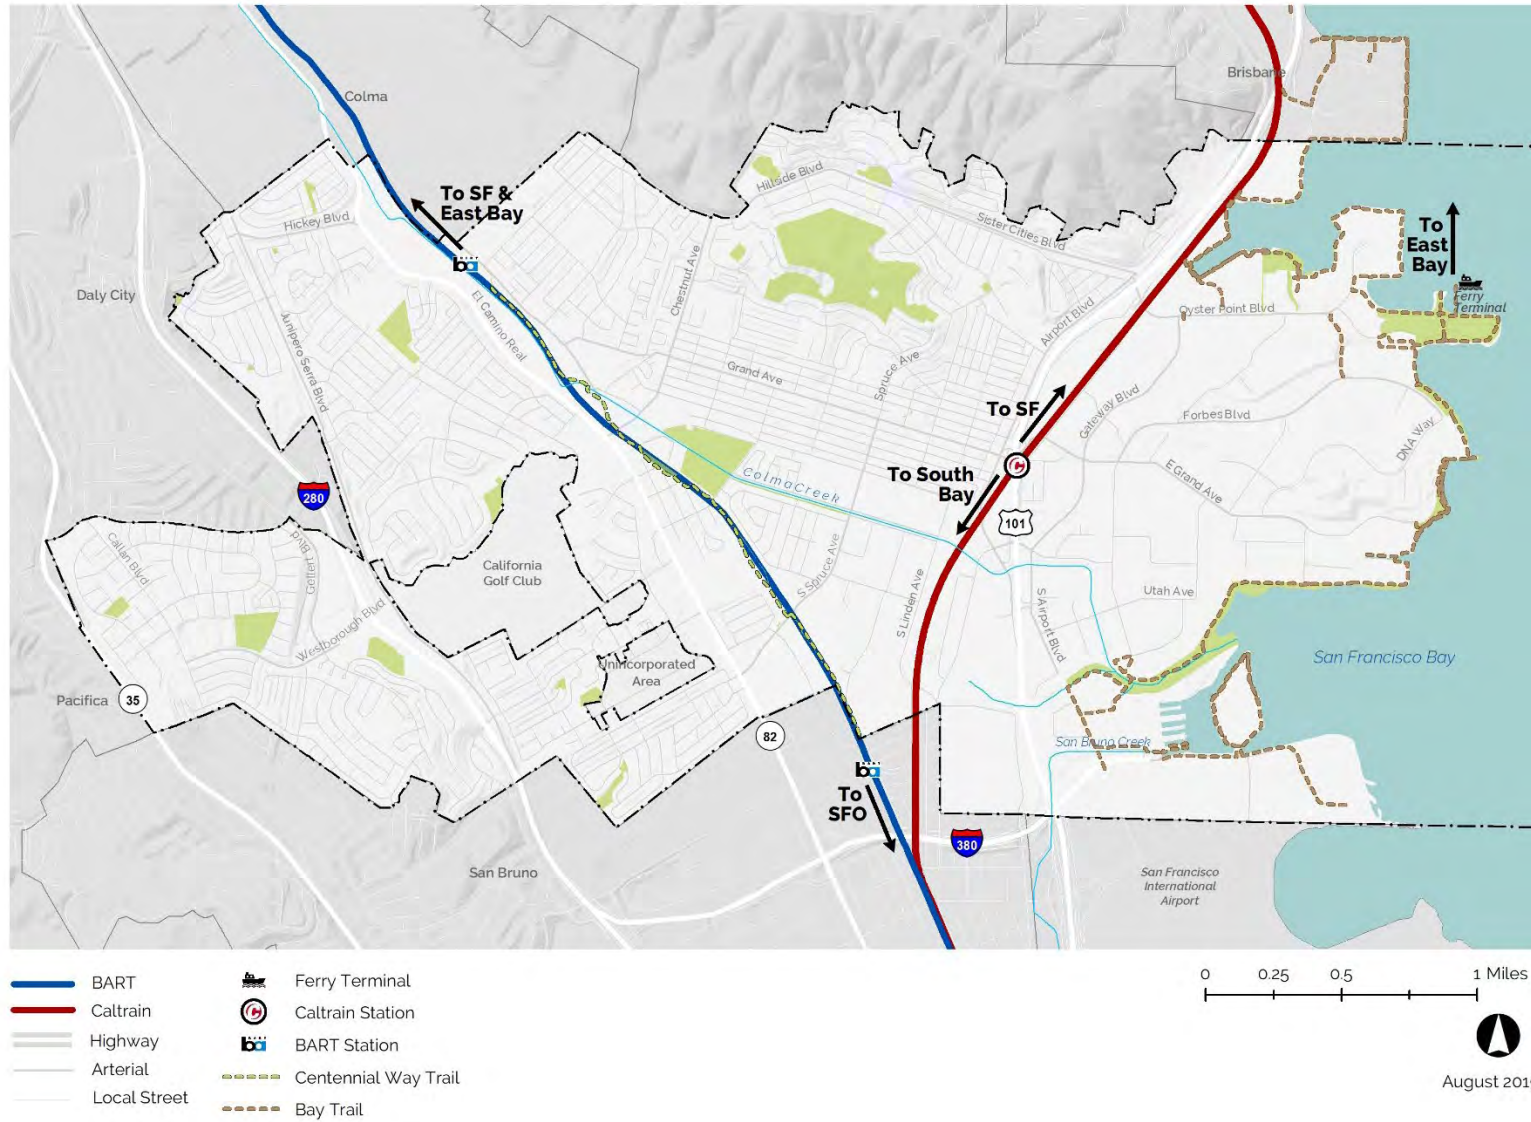 Brisbane
Colma
To SF &
East Bay
Hillside Blvd
Hickey Blvd
Sister Cities Blvd
To
East
Bay
Chestnut Ave
Daly City
El Camino Real
Ferry
Terminal
Oyster Point Blvd
Airport Blvd
Junipero Serra Blvd
Grand Ave
Spruce Ave
To SF
Gateway Blvd
Forbes Blvd
DNA Way
To South
Bay
E Grand Ave
Colma Creek
280
101
Callan Blvd
Gellert Blvd
California
Golf Club
S Spruce Ave
S Linden Ave
S Airport Blvd
Utah Ave
Westborough Blvd
Unincorporated
Area
San Francisco Bay
Pacifica
35
82
San Bruno Creek
ba
To
SFO
380
San Bruno
San Francisco
International
Airport
BART
Caltrain
Highway
Arterial
Local Street
Ferry Terminal
Caltrain Station
BART Station
Centennial Way Trail
Bay Trail
0 0.25 0.5 1 Miles
August